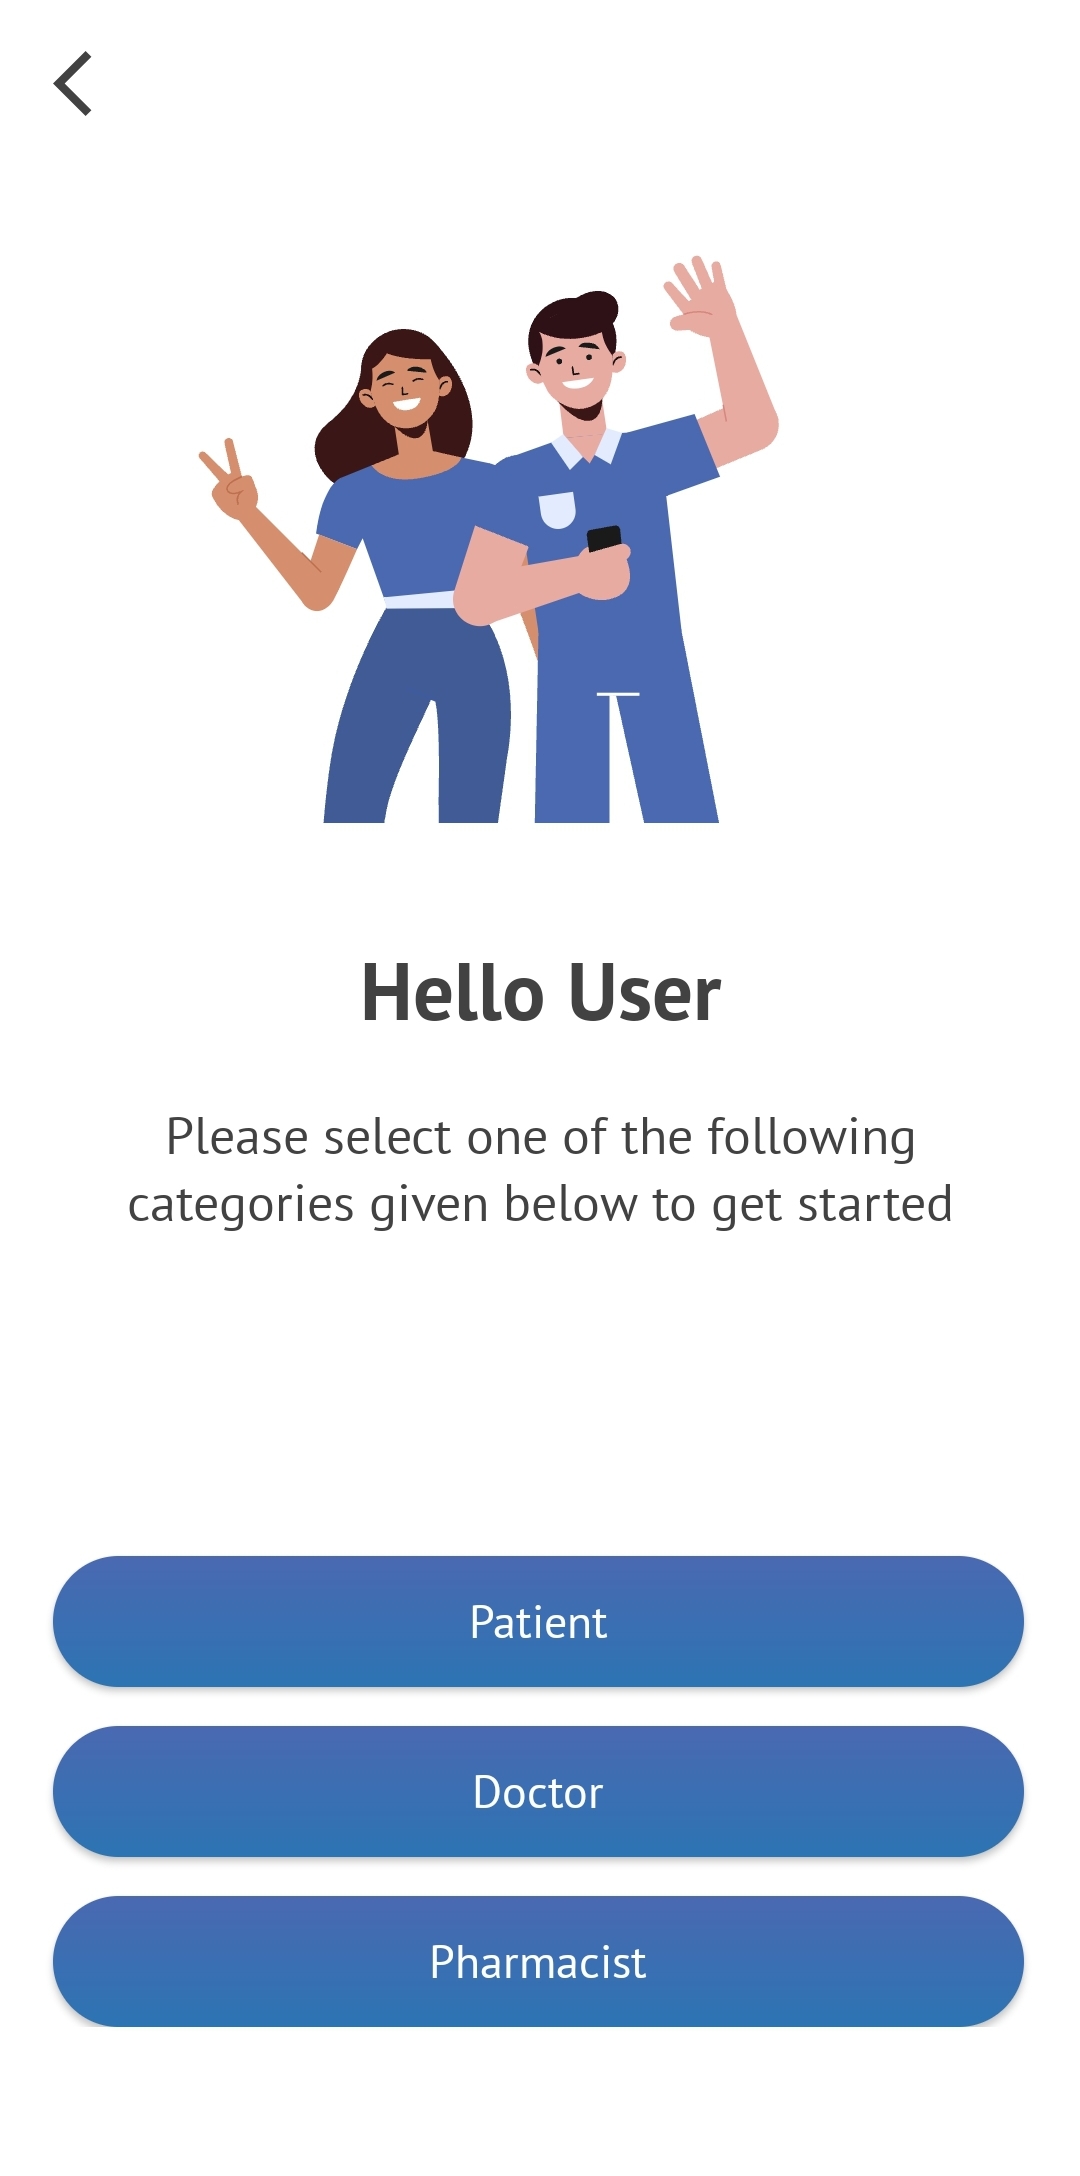 Hello User
Please select one of the following
categories given below to get started
Patient
Doctor
Pharmacist